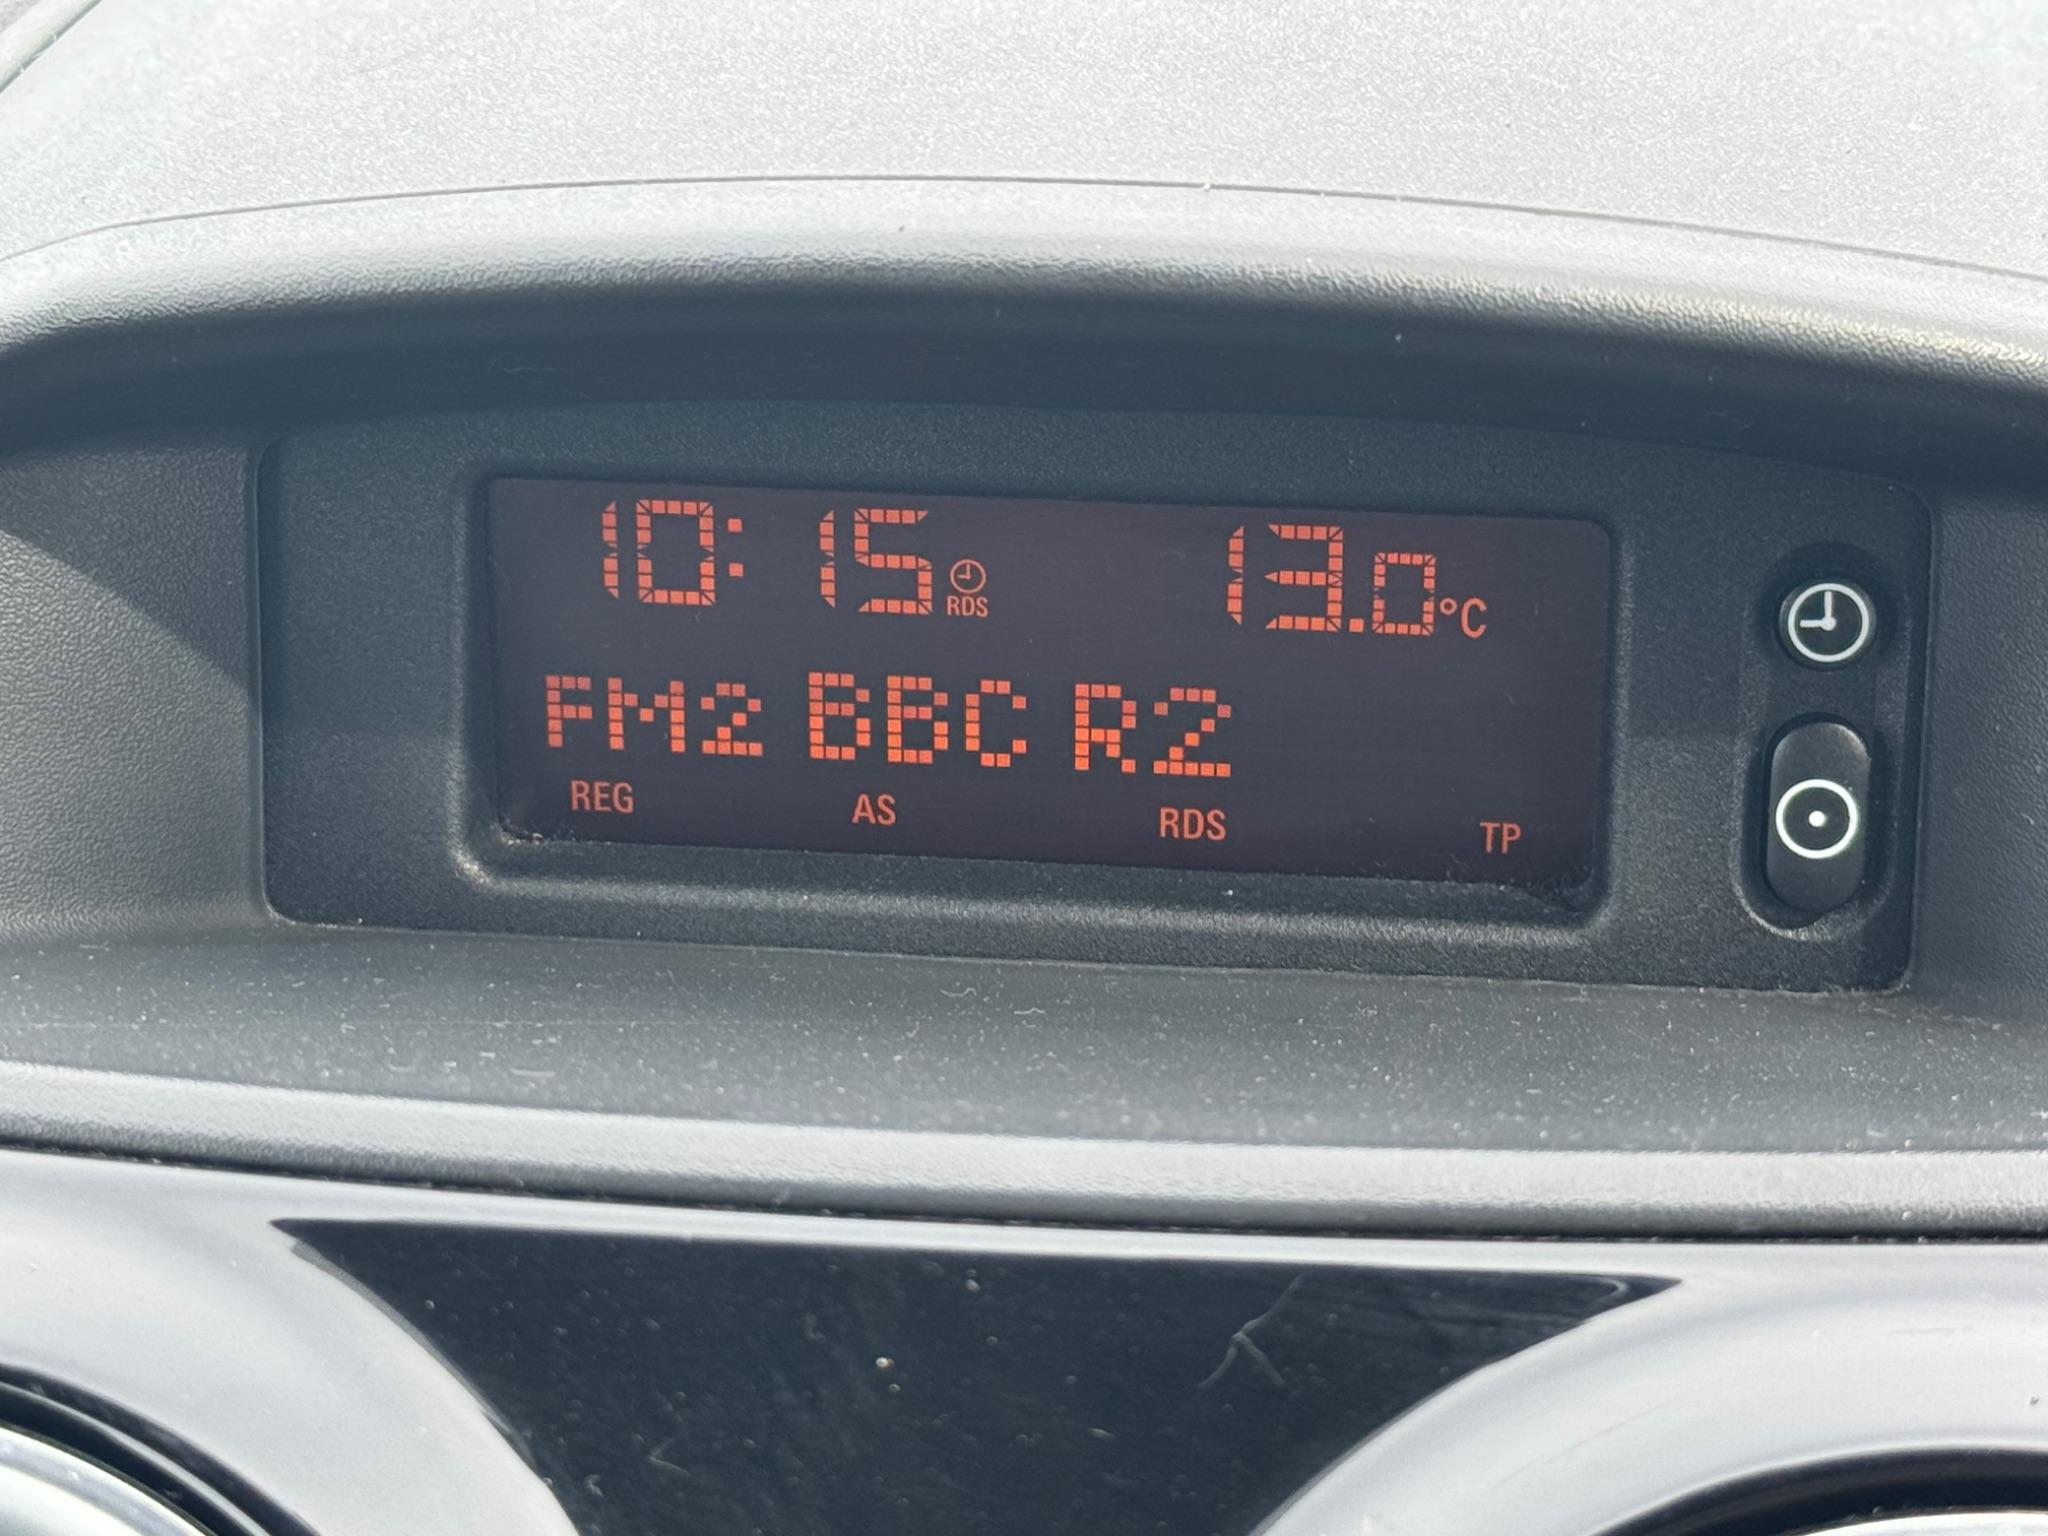 10:15 RDS 13.0°C
FM2 BBC R2
REG AS RDS TP